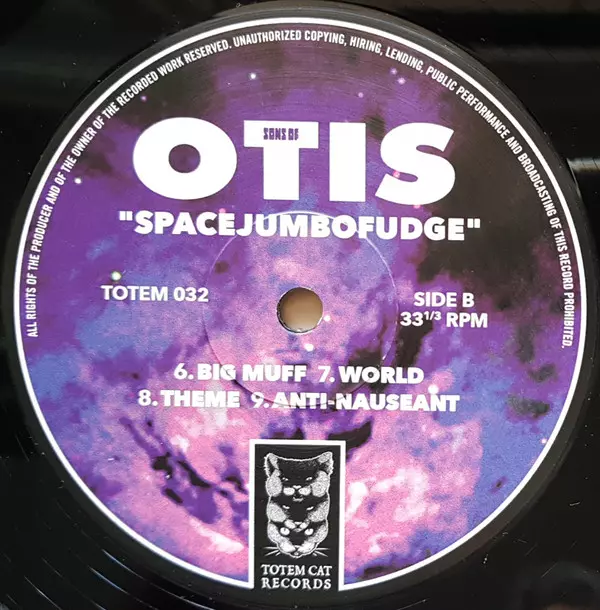 ALL RIGHTS OF THE PRODUCER AND OF THE OWNER OF THE RECORDED WORK RESERVED. UNAUTHORIZED COPYING, HIRING, LENDING, PUBLIC PERFORMANCE AND BROADCASTING OF THIS RECORD PROHIBITED.
SONS OF
OTIS
"SPACEJUMBOFUDGE"
TOTEM 032
SIDE B
33 1/3 RPM
6. BIG MUFF 7. WORLD
8. THEME 9. ANTI-NAUSEANT
TOTEM CAT
RECORDS